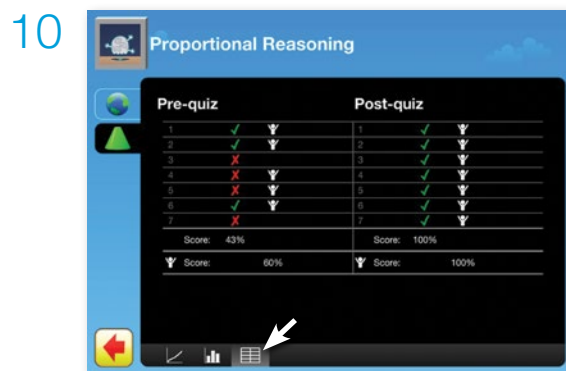 10
Proportional Reasoning
Pre-quiz Post-quiz
1 1
2 2
3 3
4 4
5 5
6 6
7 7
Score: 43% Score: 100%
Score: 60% Score: 100%